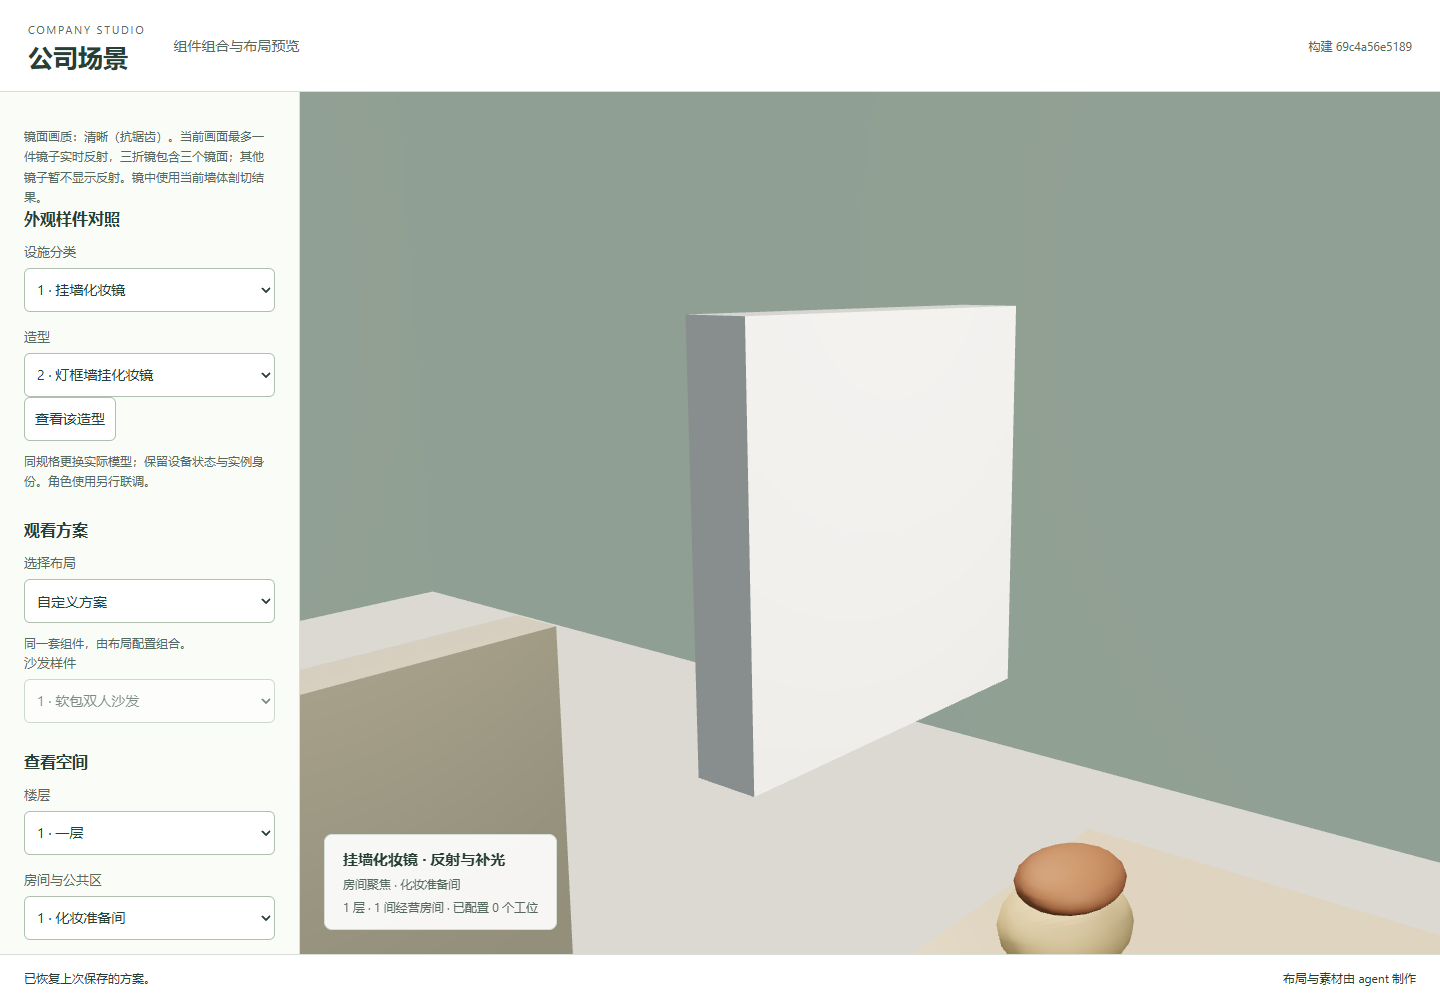 COMPANY STUDIO
公司场景
组件组合与布局预览
构建 69c4a56e5189
镜面画质：清晰（抗锯齿）。当前画面最多一
件镜子实时反射，三折镜包含三个镜面；其他
镜子暂不显示反射。镜中使用当前墙体剖切结
果。
外观样件对照
设施分类
1 · 挂墙化妆镜
造型
2 · 灯框墙挂化妆镜
查看该造型
同规格更换实际模型；保留设备状态与实例身
份。角色使用另行联调。
观看方案
选择布局
自定义方案
同一套组件，由布局配置组合。
沙发样件
1 · 软包双人沙发
查看空间
楼层
1 · 一层
房间与公共区
1 · 化妆准备间
挂墙化妆镜 · 反射与补光
房间聚焦 · 化妆准备间
1 层 · 1 间经营房间 · 已配置 0 个工位
已恢复上次保存的方案。
布局与素材由 agent 制作